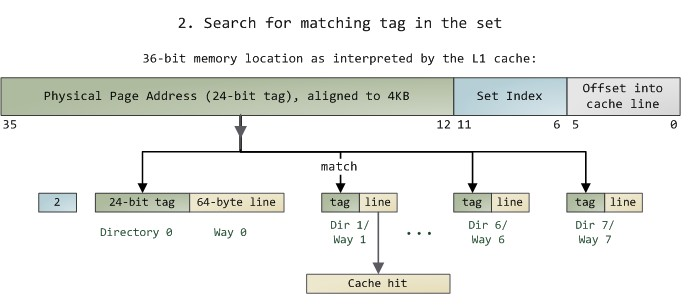 2. Search for matching tag in the set
36-bit memory location as interpreted by the L1 cache:
Physical Page Address (24-bit tag), aligned to 4KB
Set Index
Offset into
cache line
35
12
11
6
5
0
match
2
24-bit tag
64-byte line
tag
line
tag
line
tag
line
Directory 0
Way 0
Dir 1/
Way 1
...
Dir 6/
Way 6
Dir 7/
Way 7
Cache hit